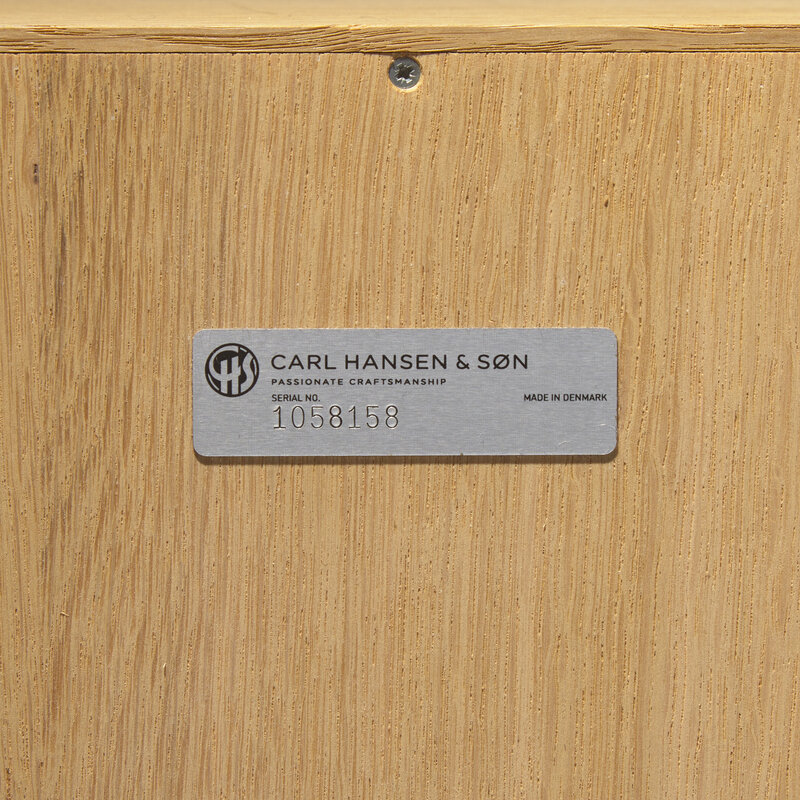 CHS
CARL HANSEN & SØN
PASSIONATE CRAFTSMANSHIP
SERIAL NO.
MADE IN DENMARK
1058158